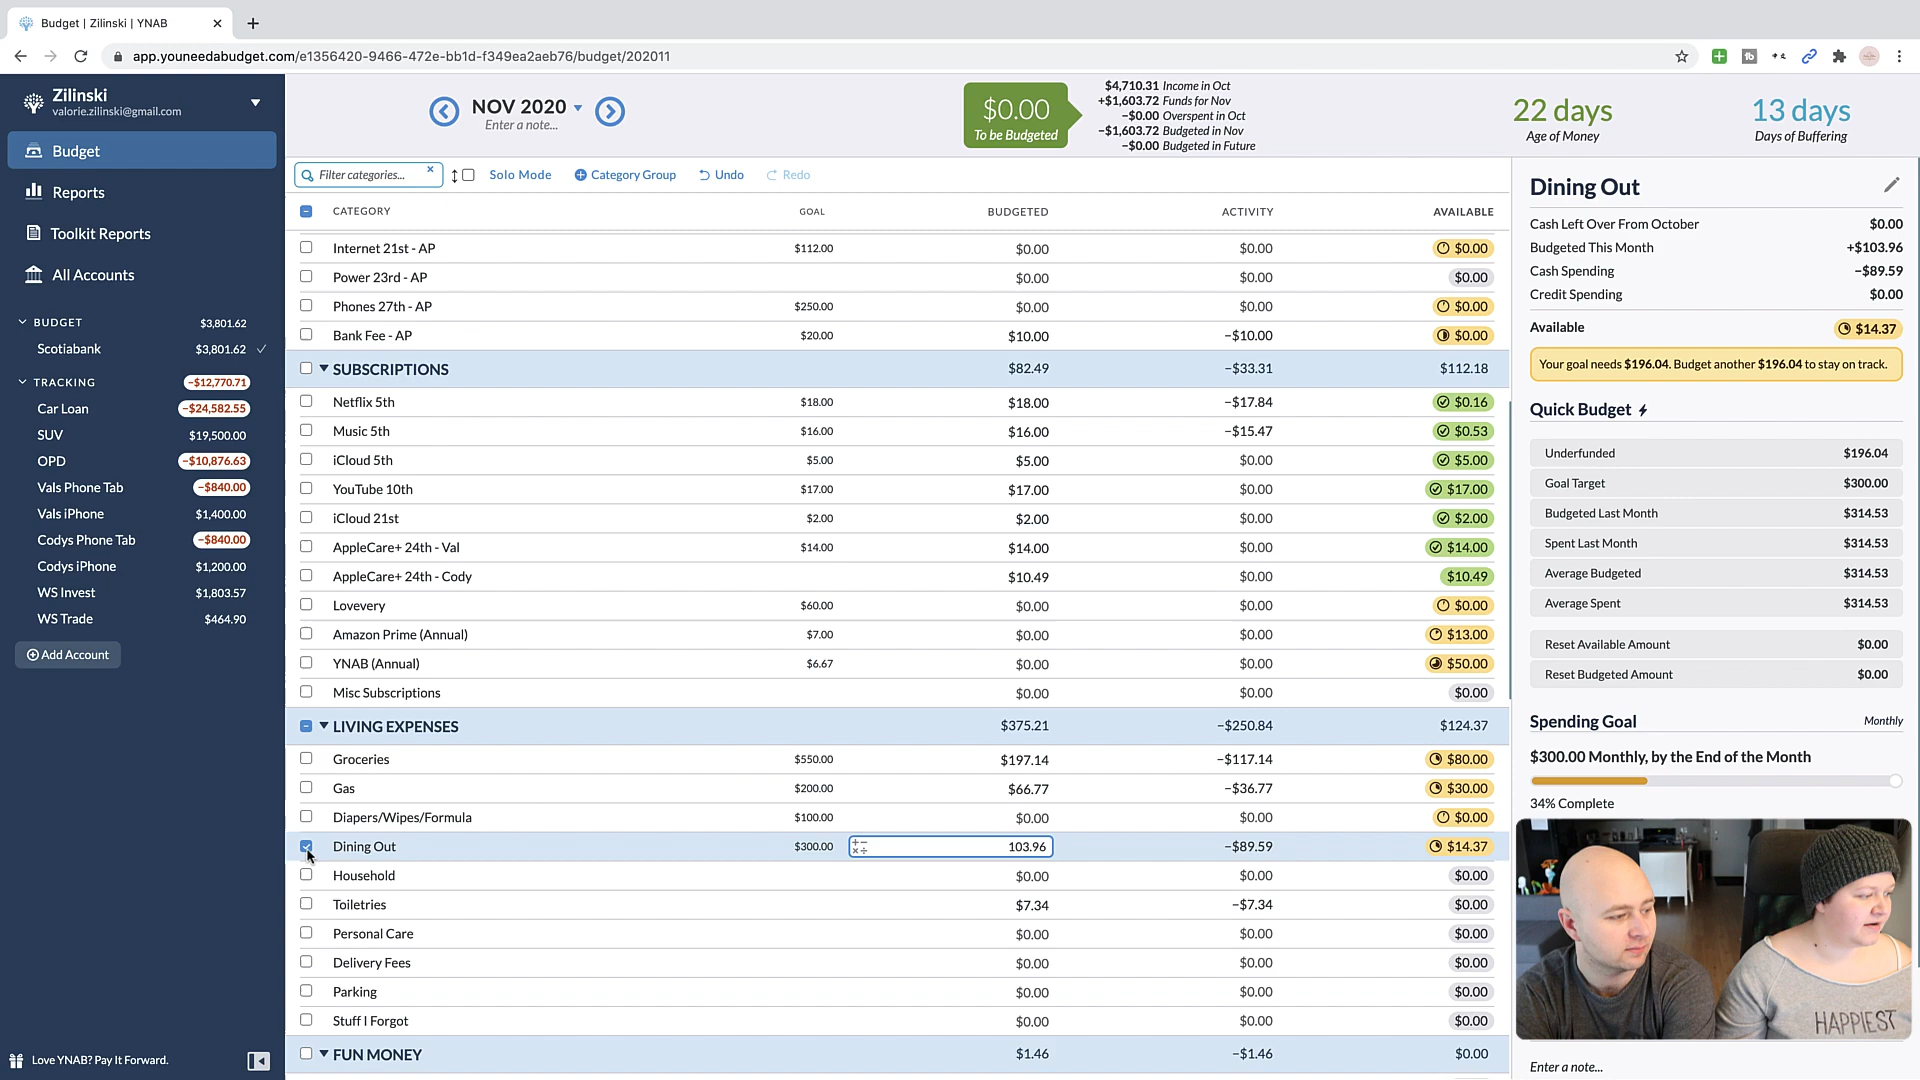 Budget | Zilinski | YNAB
app.youneedabudget.com/e1356420-9466-472e-bb1d-f349ea2aeb76/budget/202011
Zilinski
valorie.zilinski@gmail.com
Budget
Reports
Toolkit Reports
All Accounts
BUDGET $3,801.62
Scotiabank $3,801.62
TRACKING −$12,770.71
Car Loan −$24,582.55
SUV $19,500.00
OPD −$10,876.63
Vals Phone Tab −$840.00
Vals iPhone $1,400.00
Codys Phone Tab −$840.00
Codys iPhone $1,200.00
WS Invest $1,803.57
WS Trade $464.90
Add Account
Love YNAB? Pay It Forward.
NOV 2020
Enter a note...
$0.00
To be Budgeted
$4,710.31 Income in Oct
+$1,603.72 Funds for Nov
−$0.00 Overspent in Oct
−$1,603.72 Budgeted in Nov
−$0.00 Budgeted in Future
22 days
Age of Money
13 days
Days of Buffering
Filter categories... Solo Mode Category Group Undo Redo
CATEGORY GOAL BUDGETED ACTIVITY AVAILABLE
Internet 21st - AP $112.00 $0.00 $0.00 $0.00
Power 23rd - AP $0.00 $0.00 $0.00
Phones 27th - AP $250.00 $0.00 $0.00 $0.00
Bank Fee - AP $20.00 $10.00 −$10.00 $0.00
SUBSCRIPTIONS $82.49 −$33.31 $112.18
Netflix 5th $18.00 $18.00 −$17.84 $0.16
Music 5th $16.00 $16.00 −$15.47 $0.53
iCloud 5th $5.00 $5.00 $0.00 $5.00
YouTube 10th $17.00 $17.00 $0.00 $17.00
iCloud 21st $2.00 $2.00 $0.00 $2.00
AppleCare+ 24th - Val $14.00 $14.00 $0.00 $14.00
AppleCare+ 24th - Cody $10.49 $0.00 $10.49
Lovevery $60.00 $0.00 $0.00 $0.00
Amazon Prime (Annual) $7.00 $0.00 $0.00 $13.00
YNAB (Annual) $6.67 $0.00 $0.00 $50.00
Misc Subscriptions $0.00 $0.00 $0.00
LIVING EXPENSES $375.21 −$250.84 $124.37
Groceries $550.00 $197.14 −$117.14 $80.00
Gas $200.00 $66.77 −$36.77 $30.00
Diapers/Wipes/Formula $100.00 $0.00 $0.00 $0.00
Dining Out $300.00 103.96 −$89.59 $14.37
Household $0.00 $0.00 $0.00
Toiletries $7.34 −$7.34 $0.00
Personal Care $0.00 $0.00 $0.00
Delivery Fees $0.00 $0.00 $0.00
Parking $0.00 $0.00 $0.00
Stuff I Forgot $0.00 $0.00 $0.00
FUN MONEY $1.46 −$1.46 $0.00
Dining Out
Cash Left Over From October $0.00
Budgeted This Month +$103.96
Cash Spending −$89.59
Credit Spending $0.00
Available $14.37
Your goal needs $196.04. Budget another $196.04 to stay on track.
Quick Budget
Underfunded $196.04
Goal Target $300.00
Budgeted Last Month $314.53
Spent Last Month $314.53
Average Budgeted $314.53
Average Spent $314.53
Reset Available Amount $0.00
Reset Budgeted Amount $0.00
Spending Goal Monthly
$300.00 Monthly, by the End of the Month
34% Complete
HAPPIEST
Enter a note...